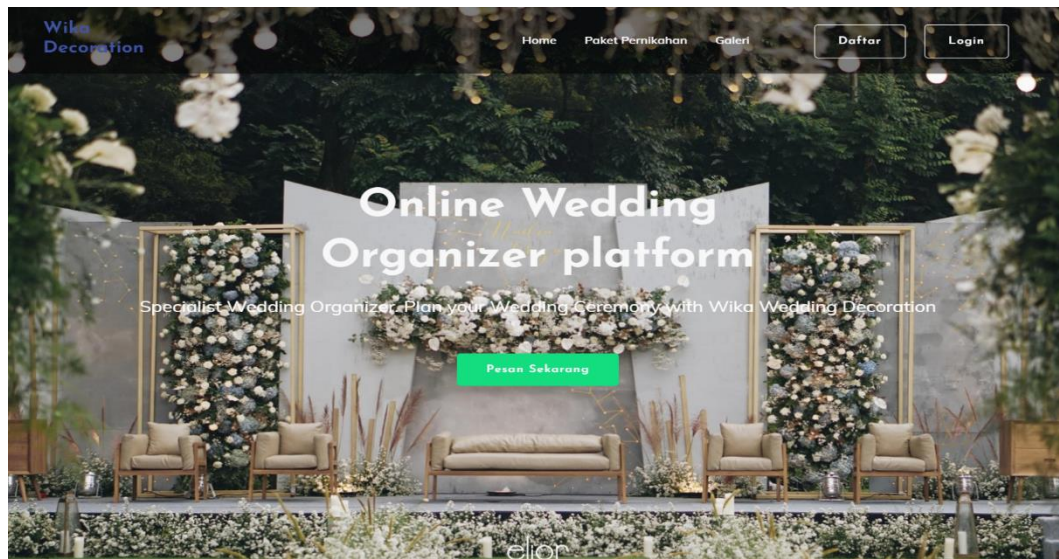 Wika
Decoration
Home Paket Pernikahan Galeri Daftar Login
Online Wedding
Organizer platform
Specialist Wedding Organizer. Plan your Wedding Ceremony with Wika Wedding Decoration
Pesan Sekarang
elior